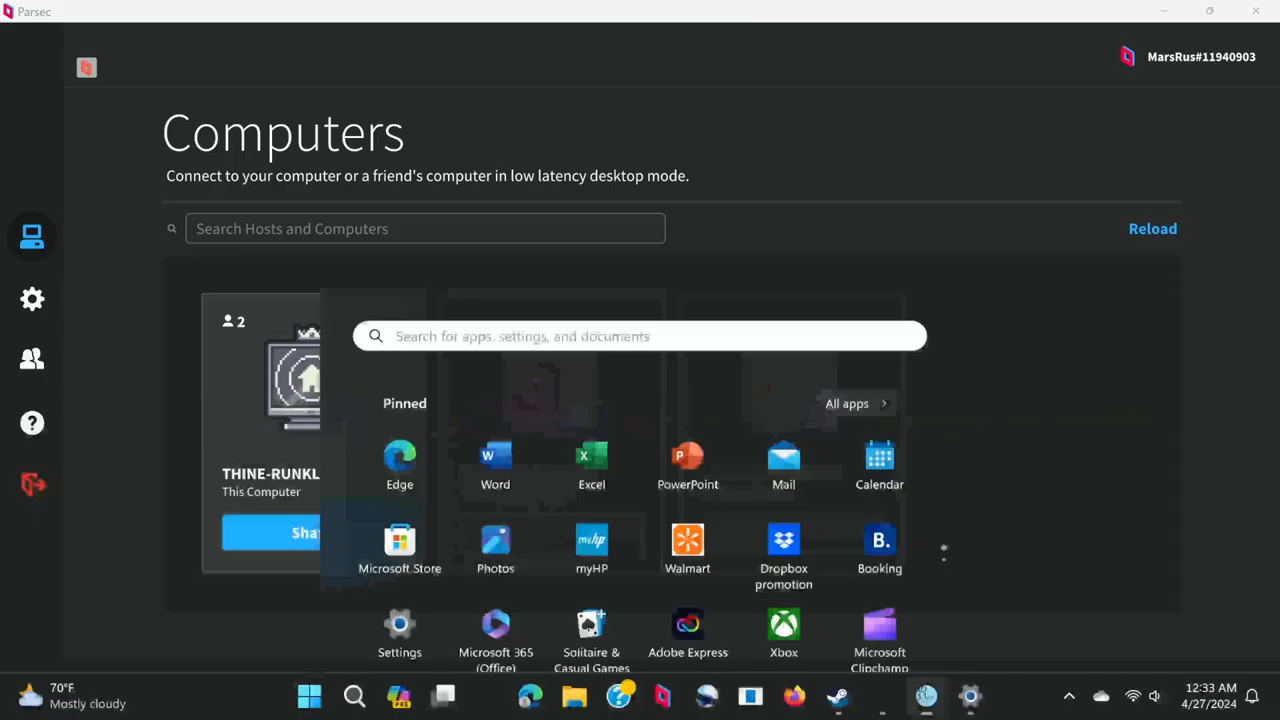 Parsec
MarsRus#11940903
Computers
Connect to your computer or a friend's computer in low latency desktop mode.
Search Hosts and Computers
Reload
2
Search for apps, settings, and documents
Pinned
All apps
Edge
Word
Excel
PowerPoint
Mail
Calendar
THINE-RUNKL
This Computer
Sha
Microsoft Store
Photos
myHP
Walmart
Dropbox
promotion
Booking
Settings
Microsoft 365
(Office)
Solitaire &
Casual Games
Adobe Express
Xbox
Microsoft
Clipchamp
70°F
Mostly cloudy
PRE
12:33 AM
4/27/2024